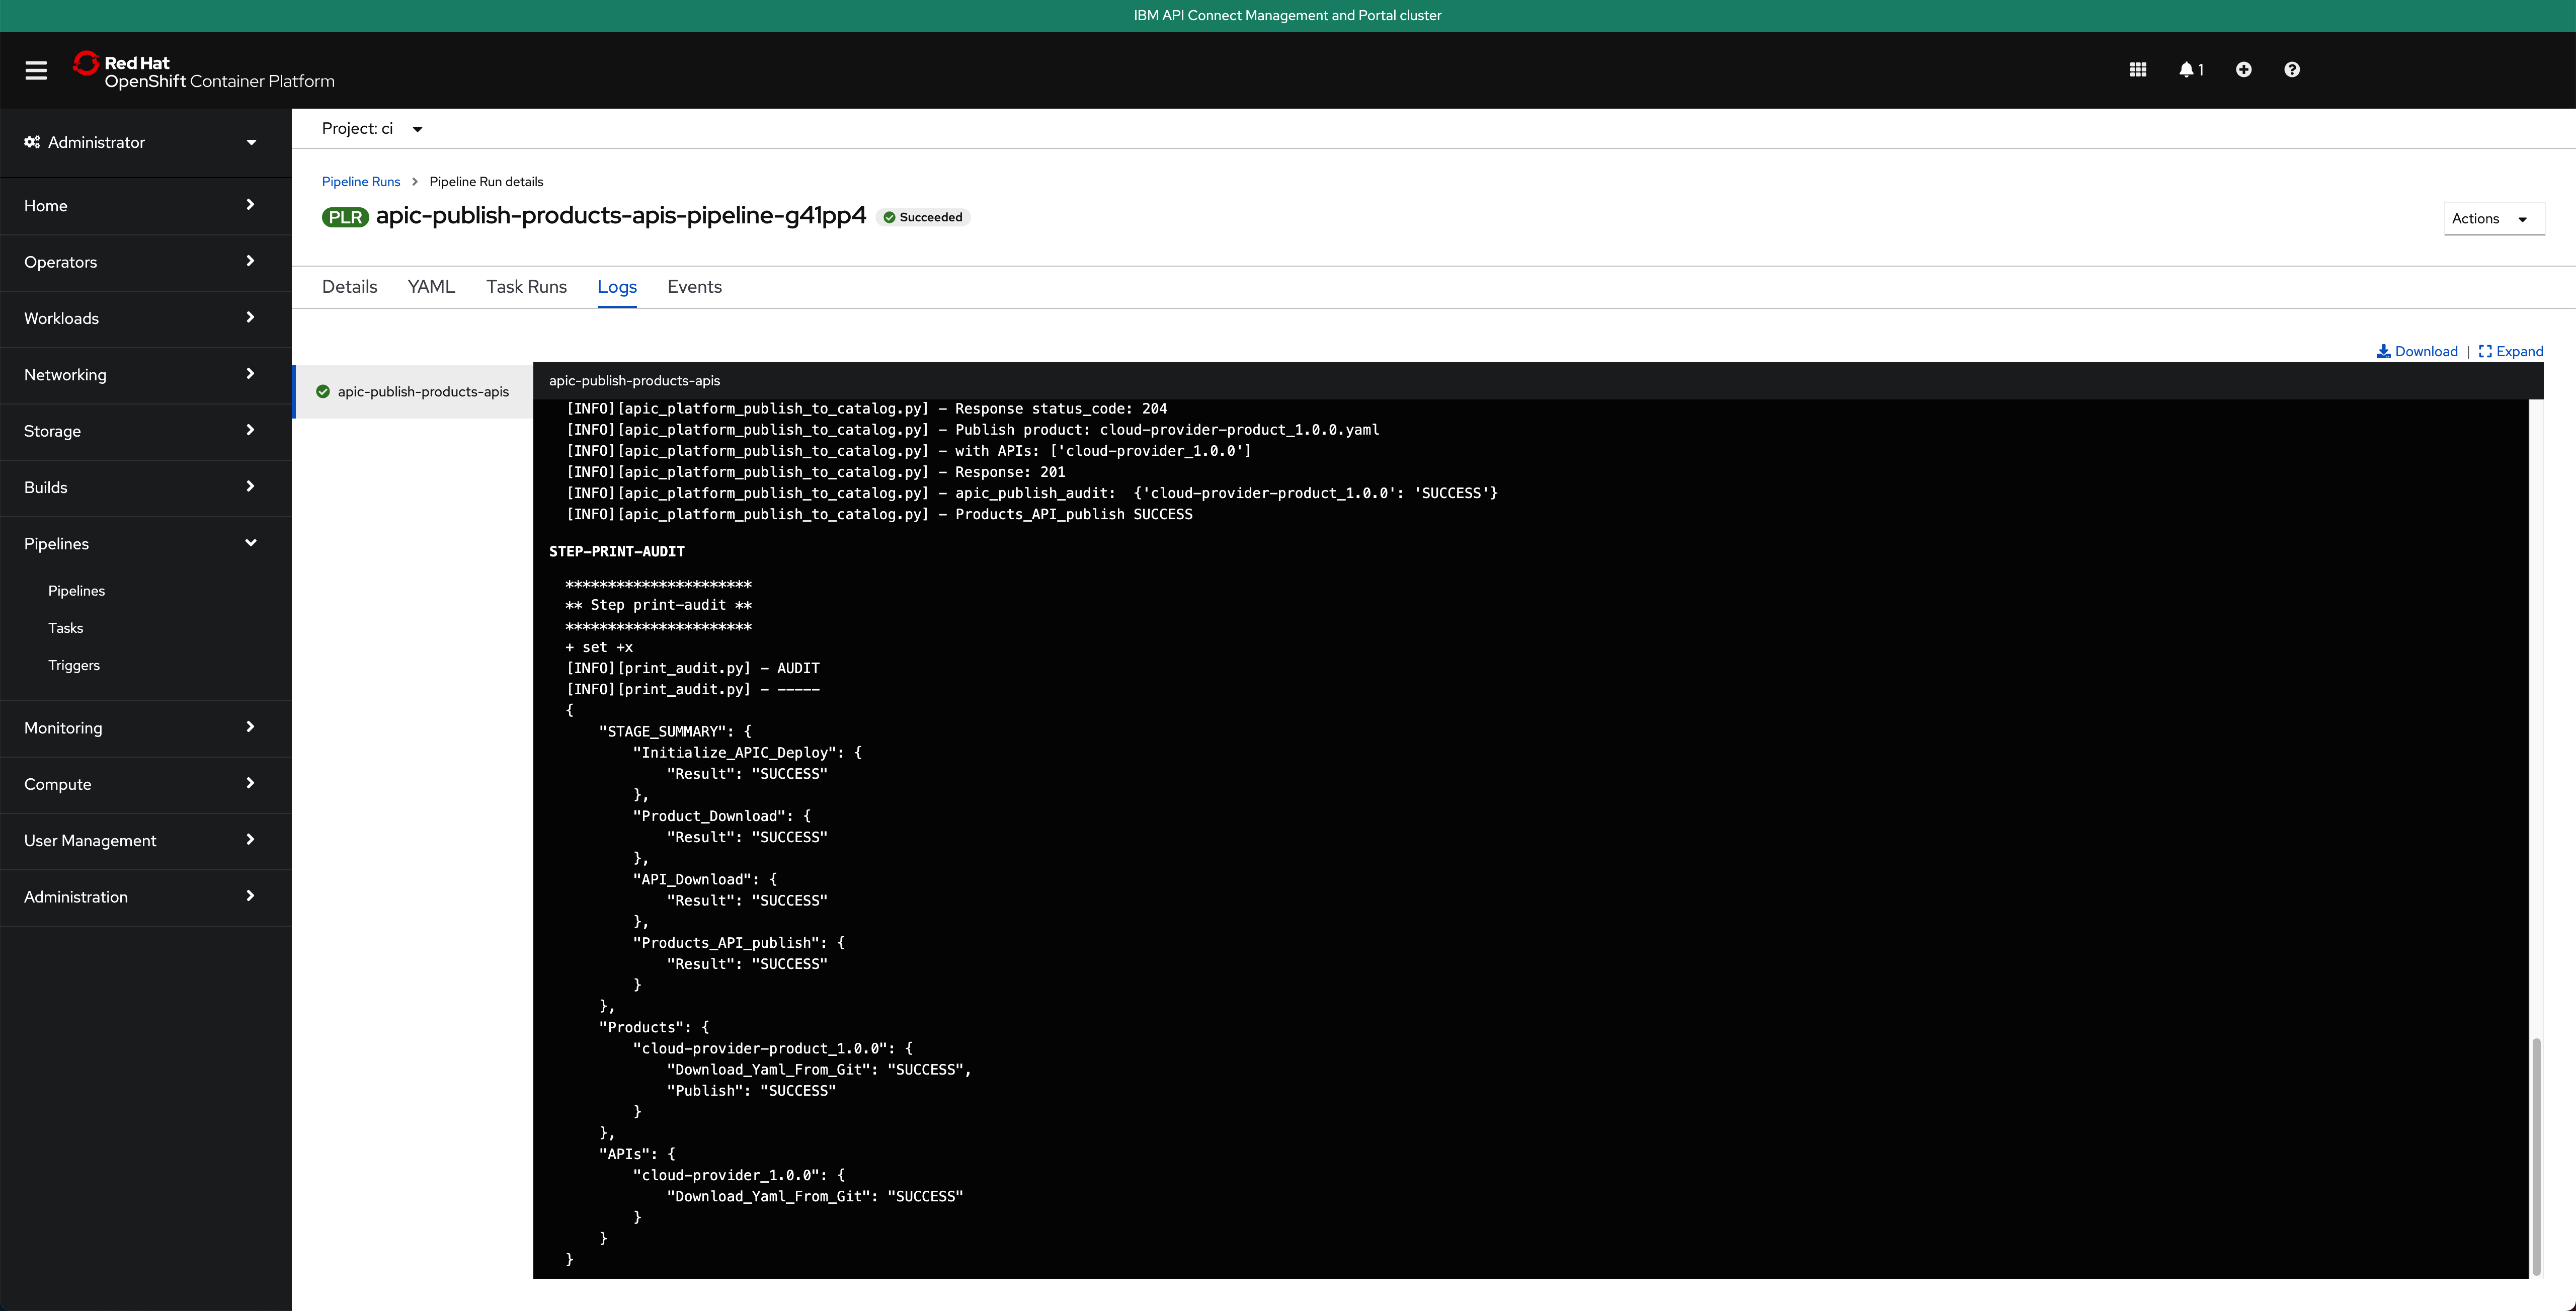 IBM API Connect Management and Portal cluster
Red Hat
OpenShift Container Platform
1
Administrator
Home
Operators
Workloads
Networking
Storage
Builds
Pipelines
Pipelines
Tasks
Triggers
Monitoring
Compute
User Management
Administration
Project: ci
Pipeline Runs > Pipeline Run details
PLR apic-publish-products-apis-pipeline-g41pp4 Succeeded
Actions
Details YAML Task Runs Logs Events
Download | Expand
apic-publish-products-apis
apic-publish-products-apis
[INFO][apic_platform_publish_to_catalog.py] - Response status_code: 204
[INFO][apic_platform_publish_to_catalog.py] - Publish product: cloud-provider-product_1.0.0.yaml
[INFO][apic_platform_publish_to_catalog.py] - with APIs: ['cloud-provider_1.0.0']
[INFO][apic_platform_publish_to_catalog.py] - Response: 201
[INFO][apic_platform_publish_to_catalog.py] - apic_publish_audit:  {'cloud-provider-product_1.0.0': 'SUCCESS'}
[INFO][apic_platform_publish_to_catalog.py] - Products_API_publish SUCCESS
STEP-PRINT-AUDIT
**********************
** Step print-audit **
**********************
+ set +x
[INFO][print_audit.py] - AUDIT
[INFO][print_audit.py] - -----
{
    "STAGE_SUMMARY": {
        "Initialize_APIC_Deploy": {
            "Result": "SUCCESS"
        },
        "Product_Download": {
            "Result": "SUCCESS"
        },
        "API_Download": {
            "Result": "SUCCESS"
        },
        "Products_API_publish": {
            "Result": "SUCCESS"
        }
    },
    "Products": {
        "cloud-provider-product_1.0.0": {
            "Download_Yaml_From_Git": "SUCCESS",
            "Publish": "SUCCESS"
        }
    },
    "APIs": {
        "cloud-provider_1.0.0": {
            "Download_Yaml_From_Git": "SUCCESS"
        }
    }
}